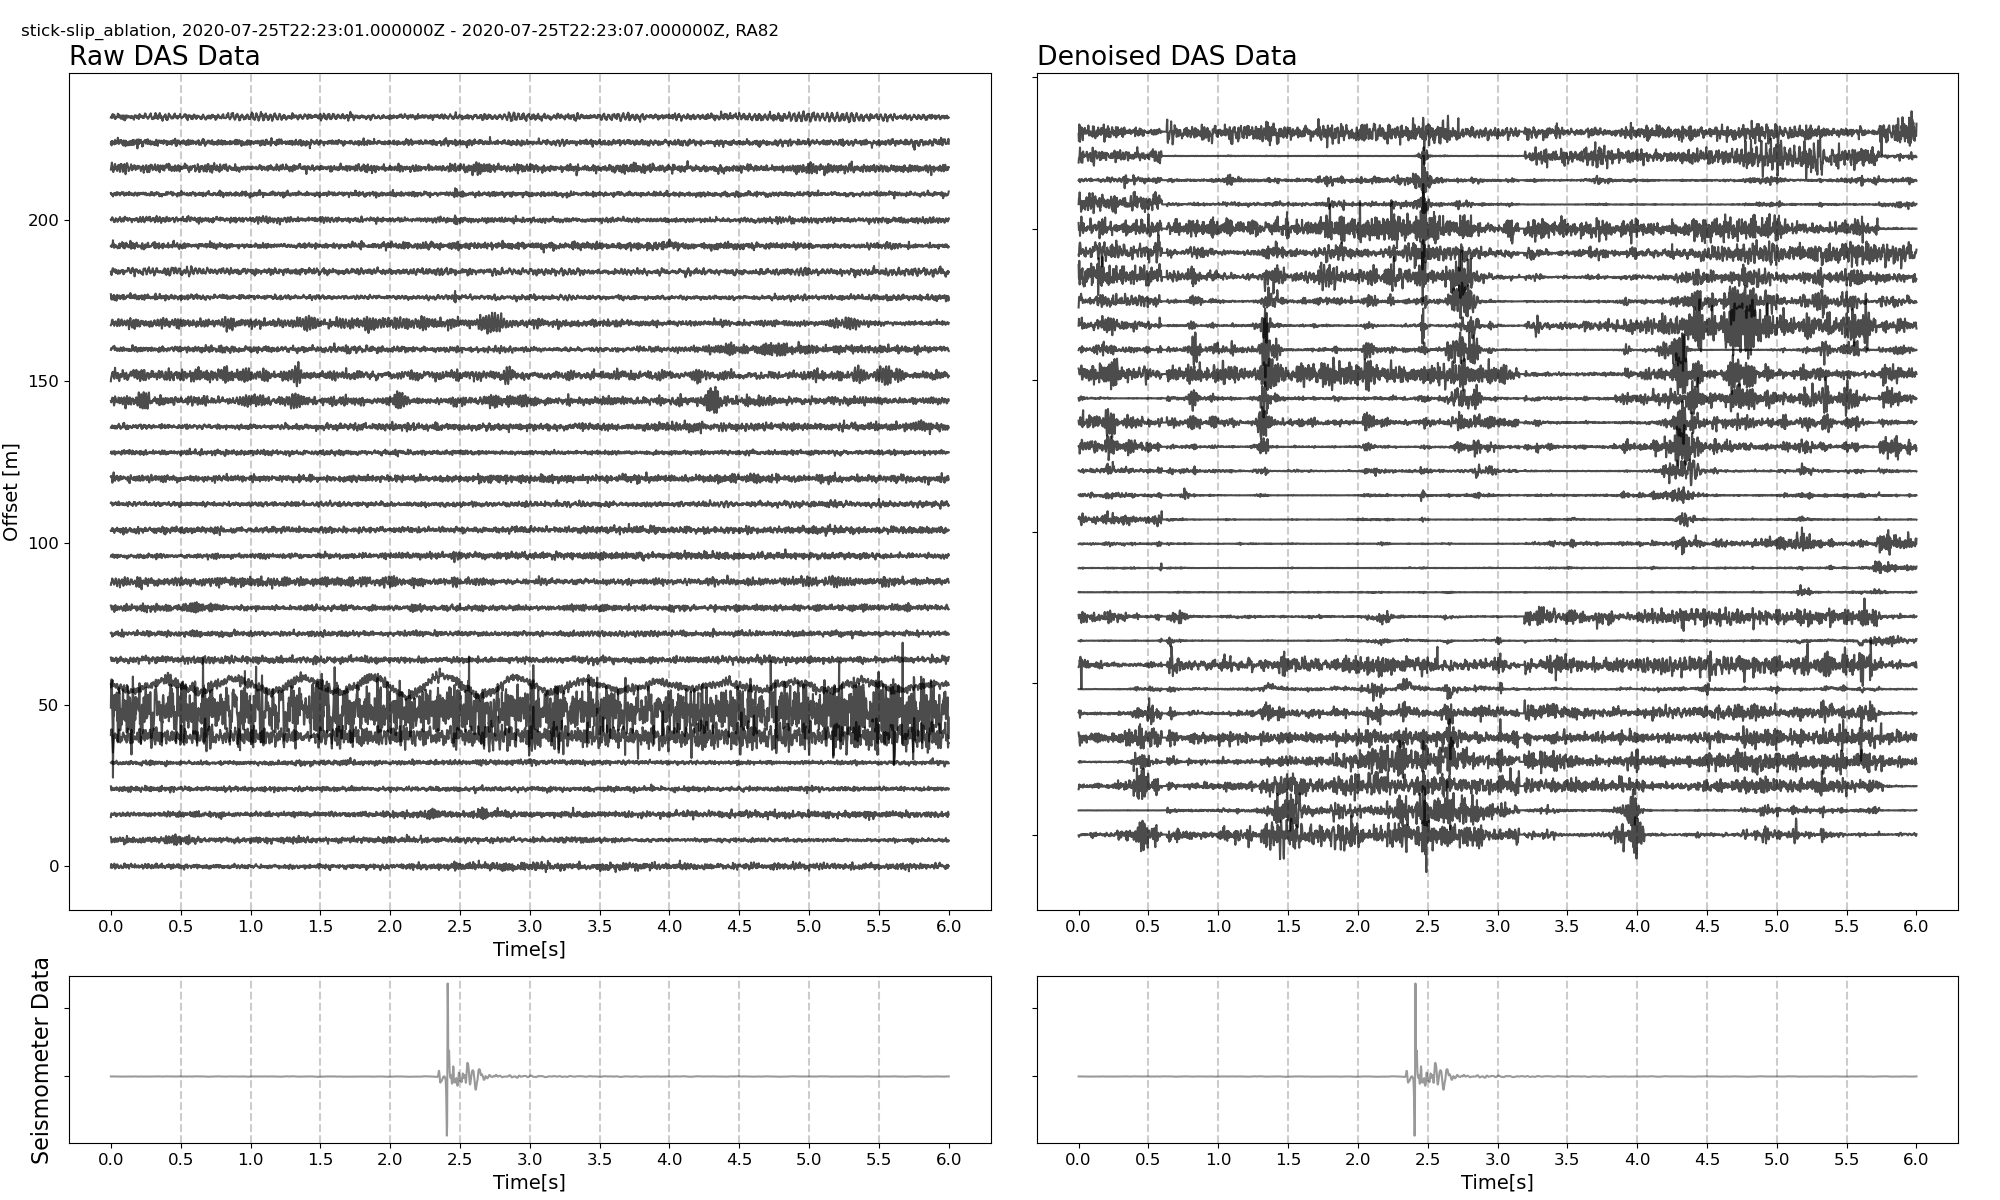 stick-slip_ablation, 2020-07-25T22:23:01.000000Z - 2020-07-25T22:23:07.000000Z, RA82
Raw DAS Data
Denoised DAS Data
Offset [m]
200
150
100
50
0
0.0 0.5 1.0 1.5 2.0 2.5 3.0 3.5 4.0 4.5 5.0 5.5 6.0
Time[s]
0.0 0.5 1.0 1.5 2.0 2.5 3.0 3.5 4.0 4.5 5.0 5.5 6.0
Seismometer Data
0.0 0.5 1.0 1.5 2.0 2.5 3.0 3.5 4.0 4.5 5.0 5.5 6.0
Time[s]
0.0 0.5 1.0 1.5 2.0 2.5 3.0 3.5 4.0 4.5 5.0 5.5 6.0
Time[s]